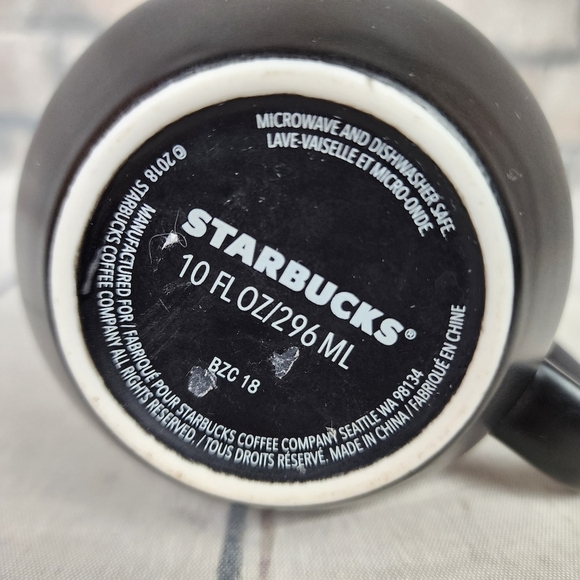 MICROWAVE AND DISHWASHER SAFE.
LAVE-VAISELLE ET MICRO-ONDE.
STARBUCKS®
10 FL OZ/296 ML
BZC 18
©2018 STARBUCKS COFFEE COMPANY ALL RIGHTS RESERVED. / TOUS DROITS RÉSERVÉ. MADE IN CHINA / FABRIQUÉ EN CHINE
MANUFACTURED FOR / FABRIQUÉ POUR STARBUCKS COFFEE COMPANY SEATTLE WA 98134